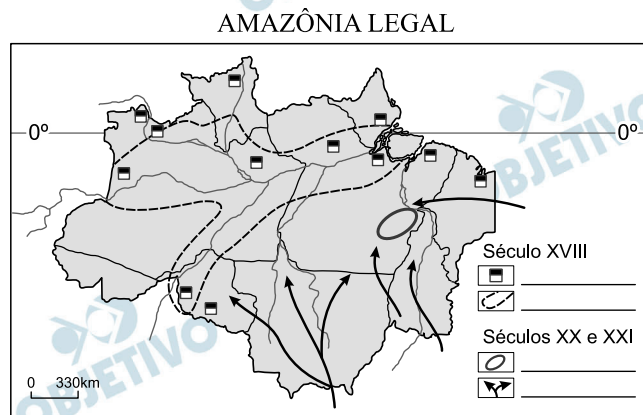 AMAZÔNIA LEGAL
0º
0º
Século XVIII
Séculos XX e XXI
0 330km
OBJETIVO
OBJETIVO
OBJETIVO